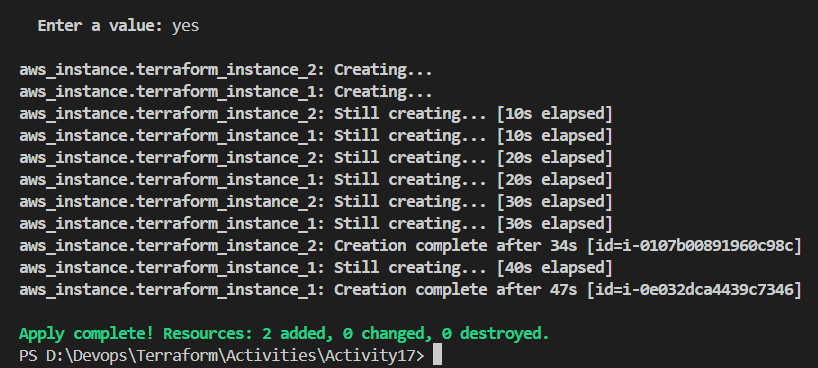 Enter a value: yes
aws_instance.terraform_instance_2: Creating...
aws_instance.terraform_instance_1: Creating...
aws_instance.terraform_instance_2: Still creating... [10s elapsed]
aws_instance.terraform_instance_1: Still creating... [10s elapsed]
aws_instance.terraform_instance_2: Still creating... [20s elapsed]
aws_instance.terraform_instance_1: Still creating... [20s elapsed]
aws_instance.terraform_instance_2: Still creating... [30s elapsed]
aws_instance.terraform_instance_1: Still creating... [30s elapsed]
aws_instance.terraform_instance_2: Creation complete after 34s [id=i-0107b00891960c98c]
aws_instance.terraform_instance_1: Still creating... [40s elapsed]
aws_instance.terraform_instance_1: Creation complete after 47s [id=i-0e032dca4439c7346]
Apply complete! Resources: 2 added, 0 changed, 0 destroyed.
PS D:\Devops\Terraform\Activities\Activity17>